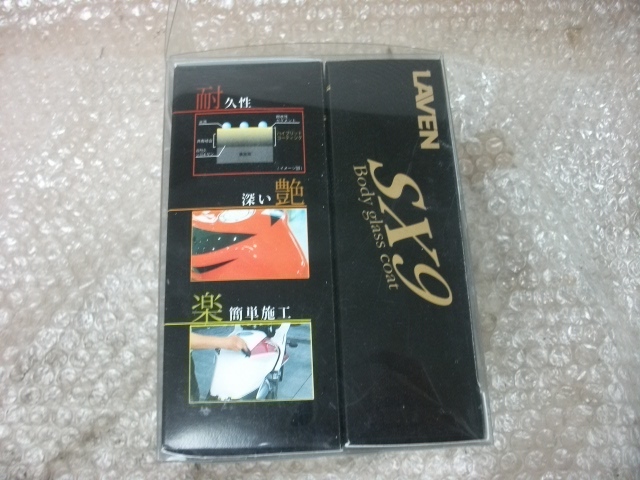 耐久性
深い艶
楽簡単施工
LAVEN
SX9
Body glass coat